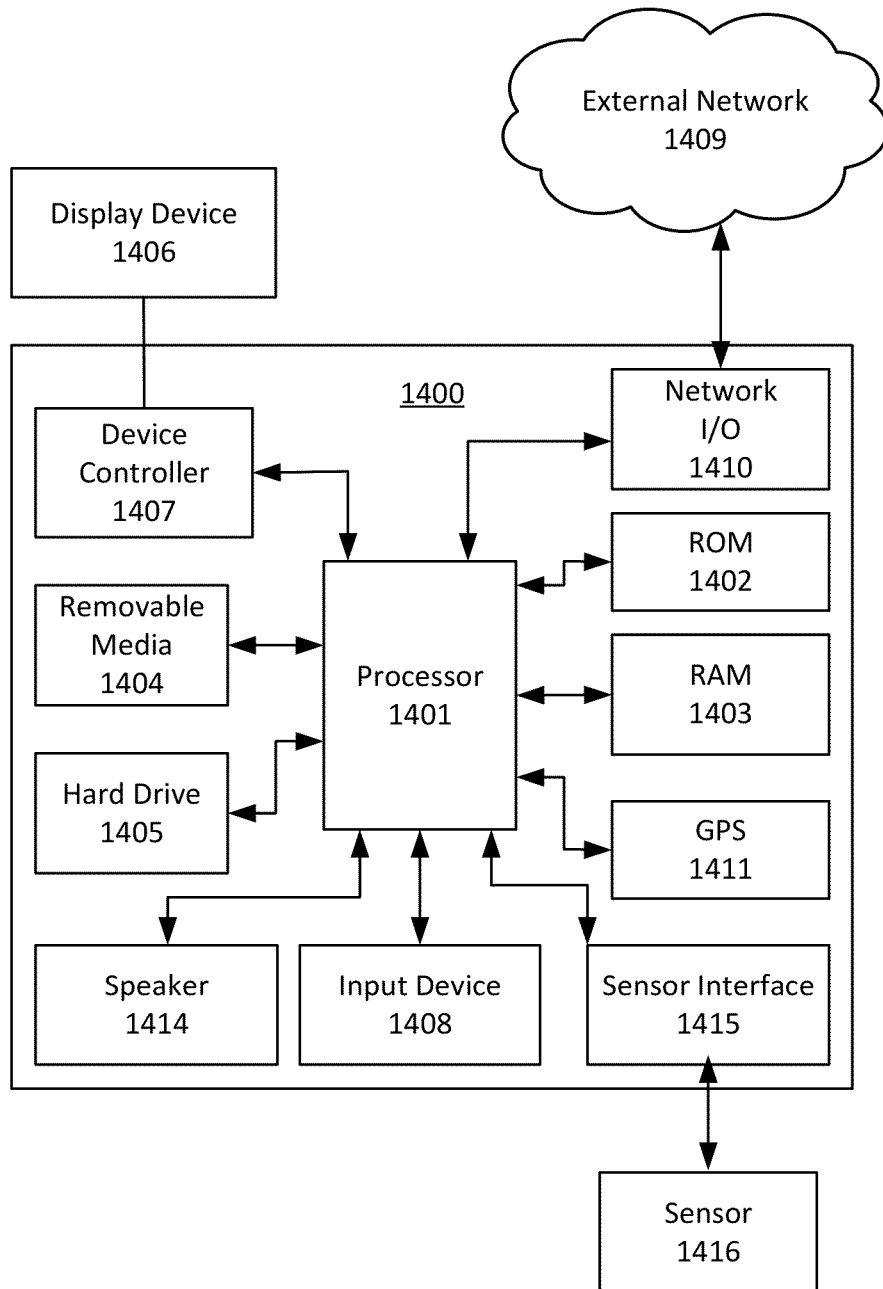 External Network
1409
Display Device
1406
1400
Network
I/O
1410
Device
Controller
1407
ROM
1402
Removable
Media
1404
Processor
1401
RAM
1403
Hard Drive
1405
GPS
1411
Speaker
1414
Input Device
1408
Sensor Interface
1415
Sensor
1416